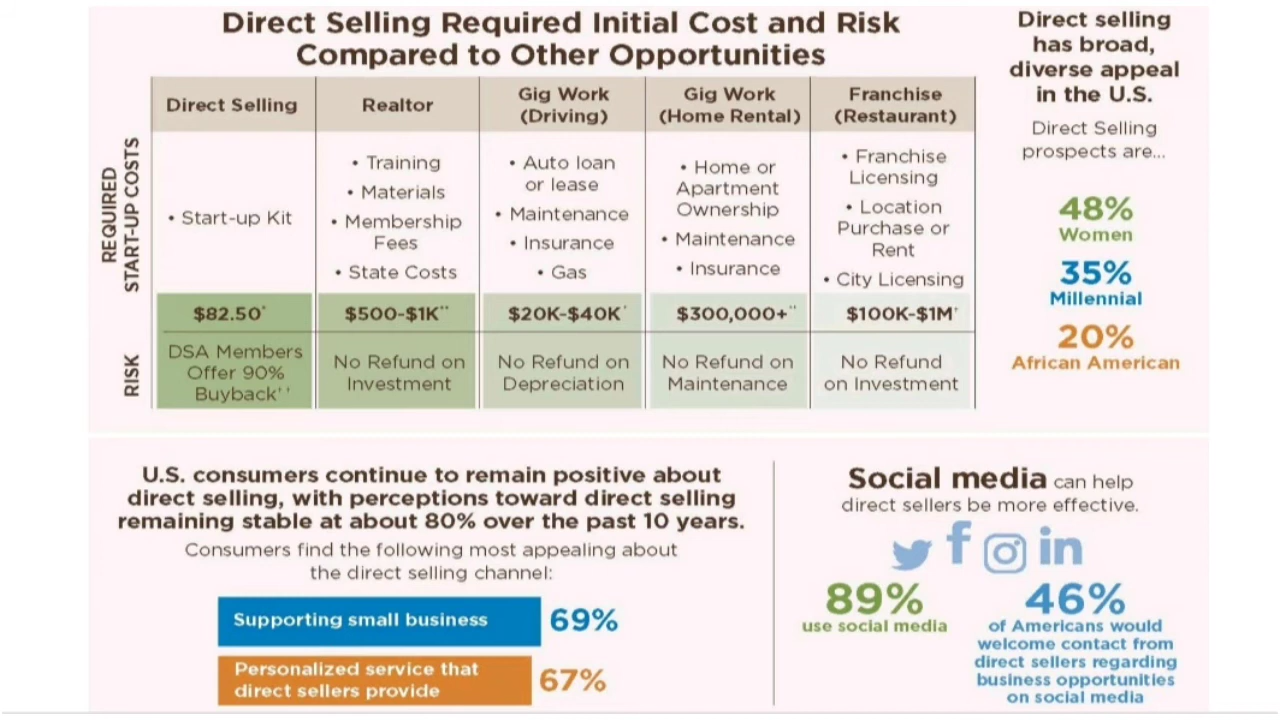 Direct Selling Required Initial Cost and Risk
Compared to Other Opportunities
Direct Selling
Realtor
Gig Work
(Driving)
Gig Work
(Home Rental)
Franchise
(Restaurant)
REQUIRED
START-UP COSTS
• Start-up Kit
• Training
• Materials
• Membership
Fees
• State Costs
• Auto loan
or lease
• Maintenance
• Insurance
• Gas
• Home or
Apartment
Ownership
• Maintenance
• Insurance
• Franchise
Licensing
• Location
Purchase or
Rent
• City Licensing
$82.50*
$500-$1K**
$20K-$40K
$300,000+
$100K-$1M
RISK
DSA Members
Offer 90%
Buyback
No Refund on
Investment
No Refund on
Depreciation
No Refund on
Maintenance
No Refund
on Investment
Direct selling
has broad,
diverse appeal
in the U.S.
Direct Selling
prospects are...
48%
Women
35%
Millennial
20%
African American
U.S. consumers continue to remain positive about
direct selling, with perceptions toward direct selling
remaining stable at about 80% over the past 10 years.
Consumers find the following most appealing about
the direct selling channel:
Supporting small business 69%
Personalized service that
direct sellers provide
67%
Social media can help
direct sellers be more effective.
f in
89%
use social media
46%
of Americans would
welcome contact from
direct sellers regarding
business opportunities
on social media